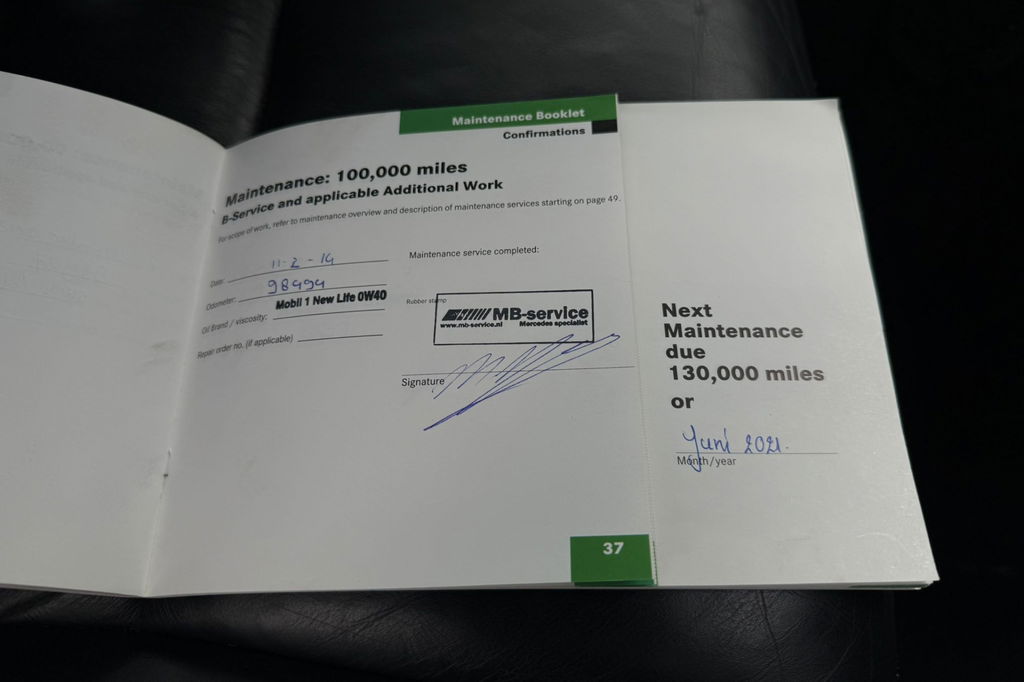 Maintenance Booklet
Confirmations
Maintenance: 100,000 miles
B-Service and applicable Additional Work
For scope of work, refer to maintenance overview and description of maintenance services starting on page 49.
Date: 11-2-14
Odometer: 98494
Oil Brand / viscosity: Mobil 1 New Life 0W40
Repair order no. (if applicable)
Maintenance service completed:
Rubber stamp
MB-service
www.mb-service.nl Mercedes specialist
Signature
37
Next
Maintenance
due
130,000 miles
or
Juni 2021.
Month/year